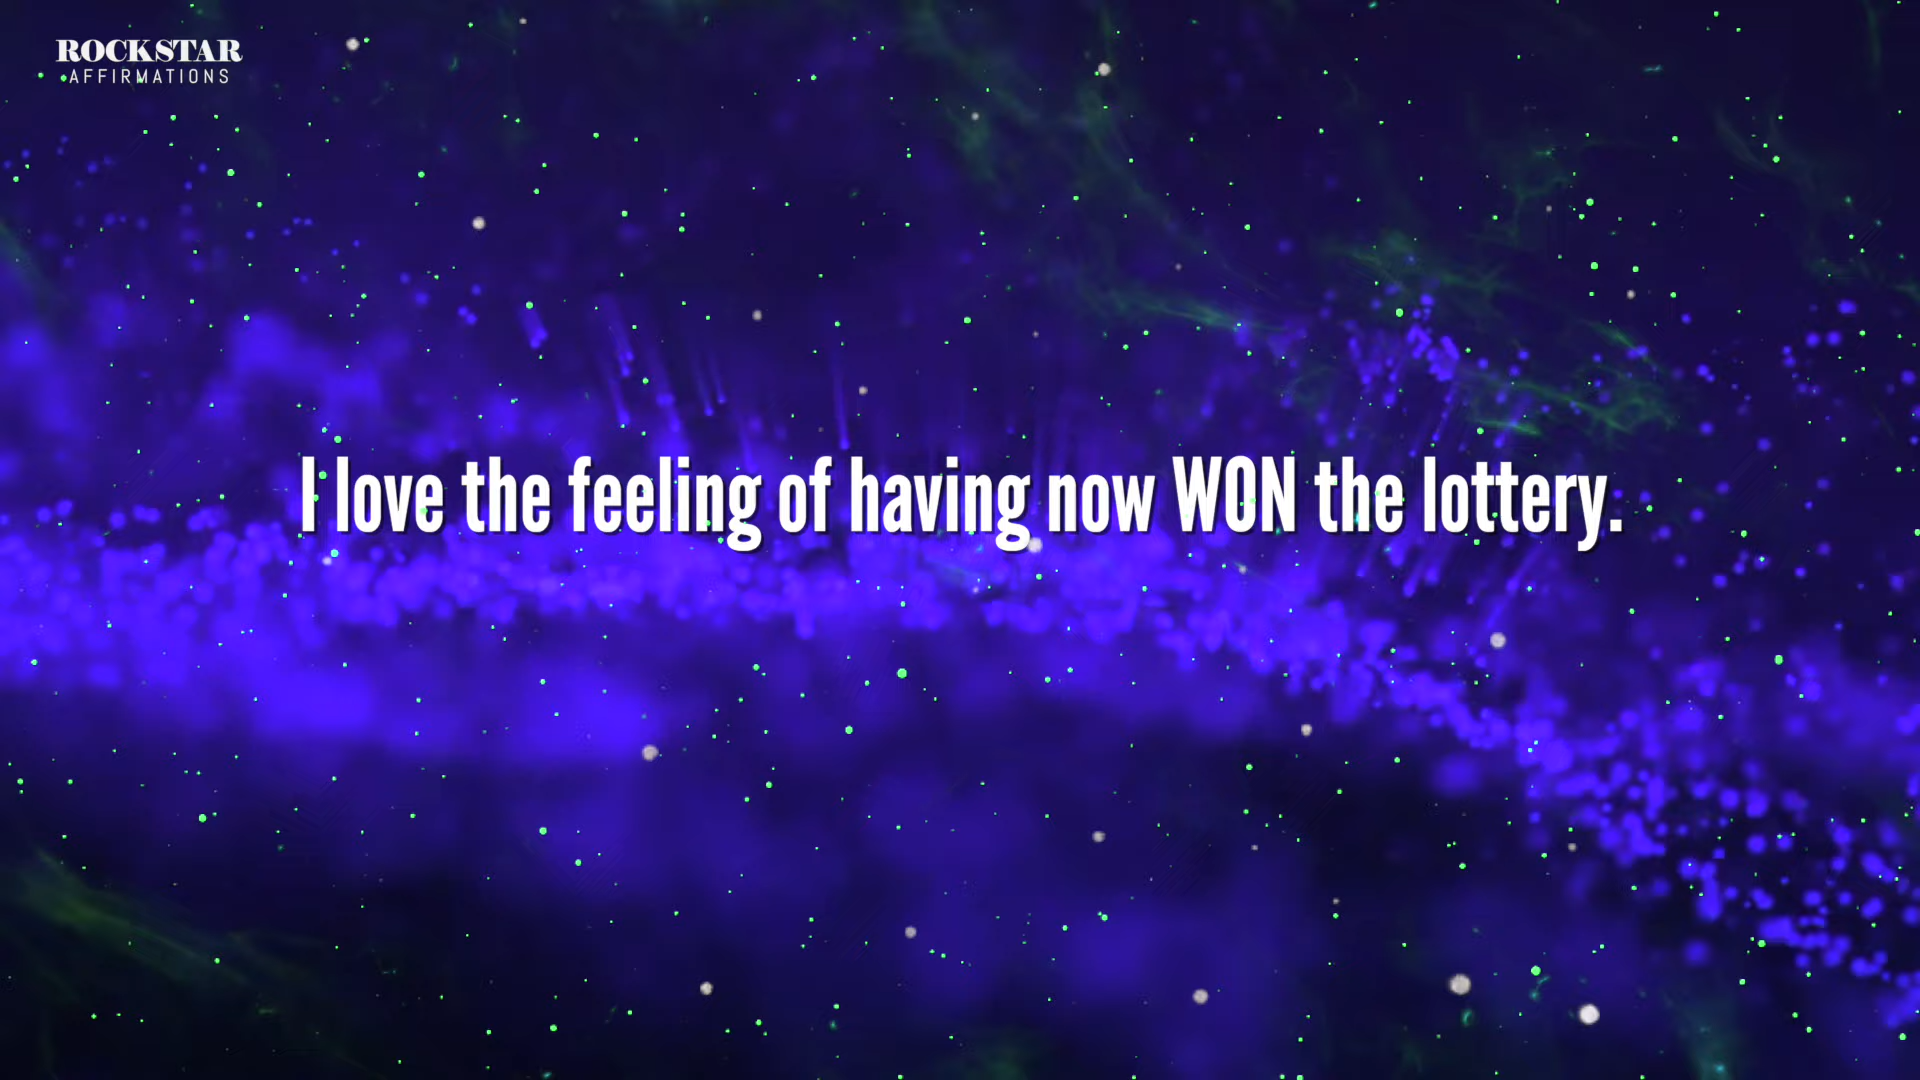 ROCKSTAR
AFFIRMATIONS
I love the feeling of having now WON the lottery.